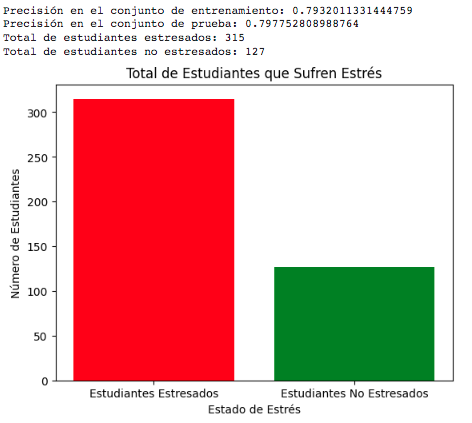 Precisión en el conjunto de entrenamiento: 0.7932011331444759
Precisión en el conjunto de prueba: 0.797752808988764
Total de estudiantes estresados: 315
Total de estudiantes no estresados: 127
Total de Estudiantes que Sufren Estrés
300
250
200
150
100
50
0
Número de Estudiantes
Estudiantes Estresados
Estudiantes No Estresados
Estado de Estrés